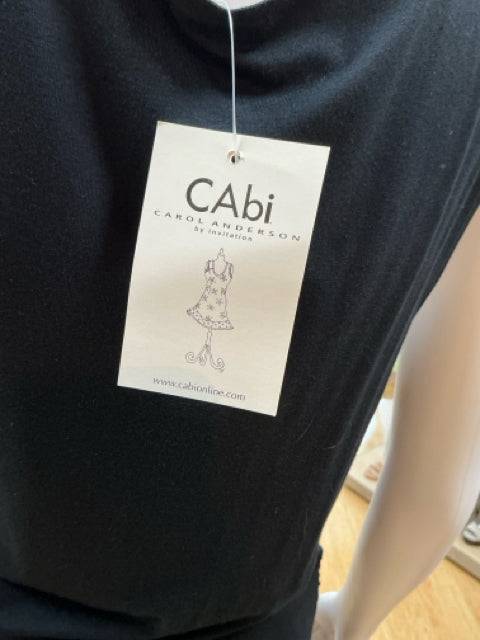 CAbi
CAROL ANDERSON
by invitation
www.cabionline.com